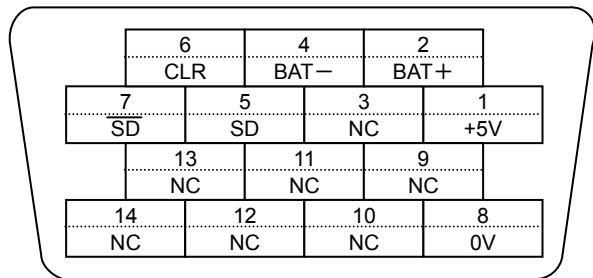 6 4 2
CLR BAT− BAT+
7 5 3 1
S̅D̅ SD NC +5V
13 11 9
NC NC NC
14 12 10 8
NC NC NC 0V